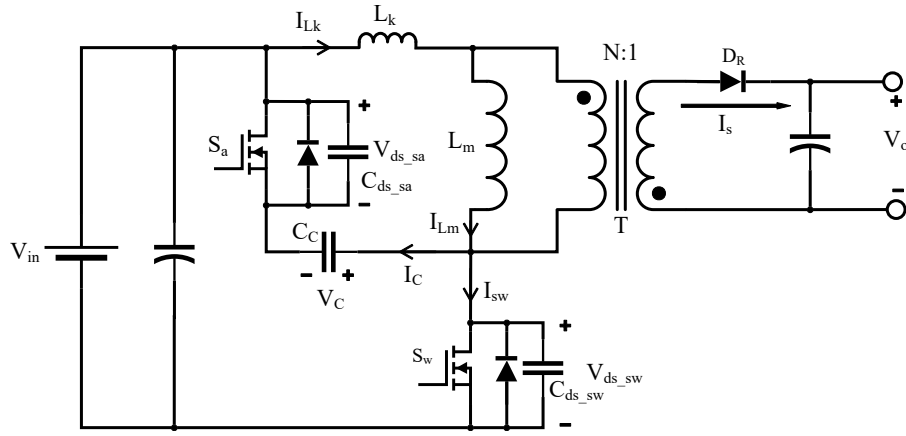 I_Lk
L_k
N:1
D_R
+
I_s
V_o
-
S_a
+
V_ds_sa
C_ds_sa
-
L_m
T
I_Lm
C_C
-
+
V_C
I_C
V_in
I_sw
S_w
+
V_ds_sw
C_ds_sw
-